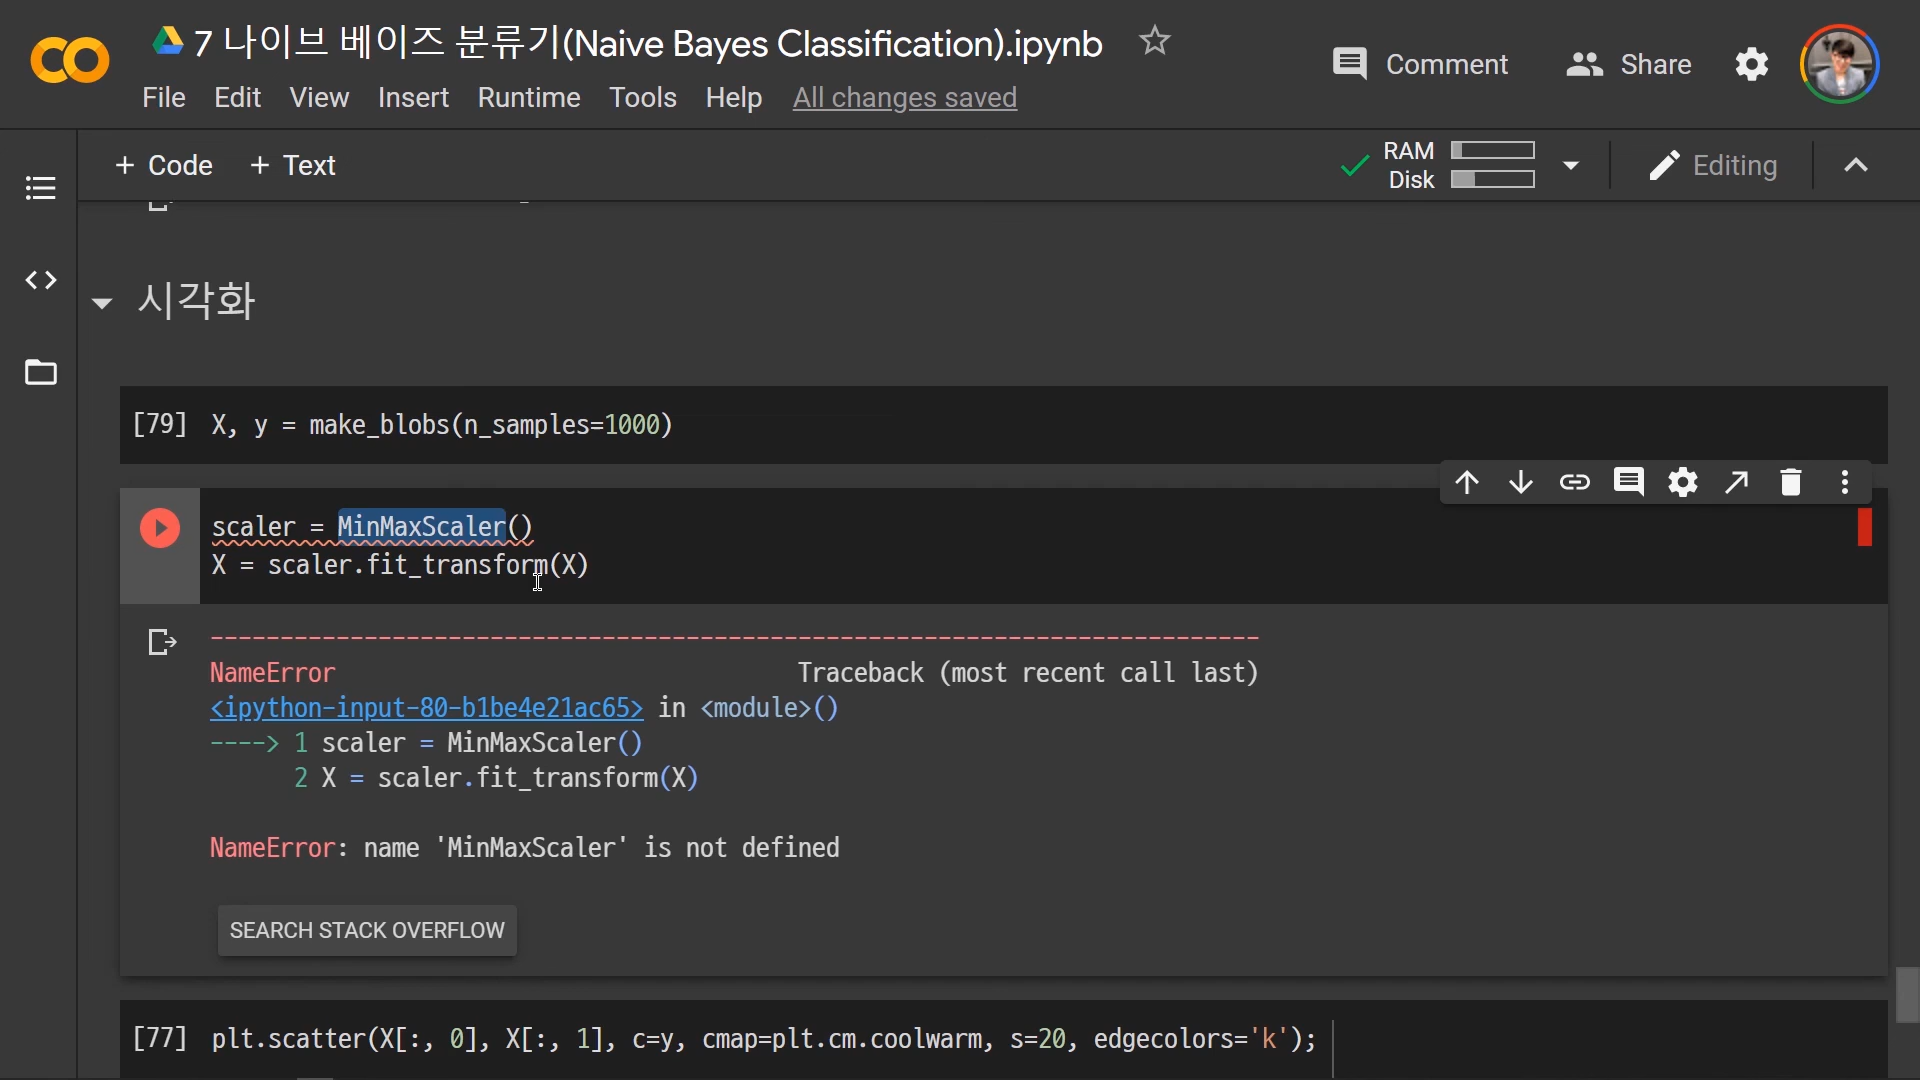 7 나이브 베이즈 분류기(Naive Bayes Classification).ipynb
Comment
Share
File Edit View Insert Runtime Tools Help All changes saved
+ Code + Text
RAM
Disk
Editing
시각화
[79] X, y = make_blobs(n_samples=1000)
scaler = MinMaxScaler()
X = scaler.fit_transform(X)
---------------------------------------------------------------------------
NameError Traceback (most recent call last)
<ipython-input-80-b1be4e21ac65> in <module>()
----> 1 scaler = MinMaxScaler()
2 X = scaler.fit_transform(X)
NameError: name 'MinMaxScaler' is not defined
SEARCH STACK OVERFLOW
[77] plt.scatter(X[:, 0], X[:, 1], c=y, cmap=plt.cm.coolwarm, s=20, edgecolors='k');